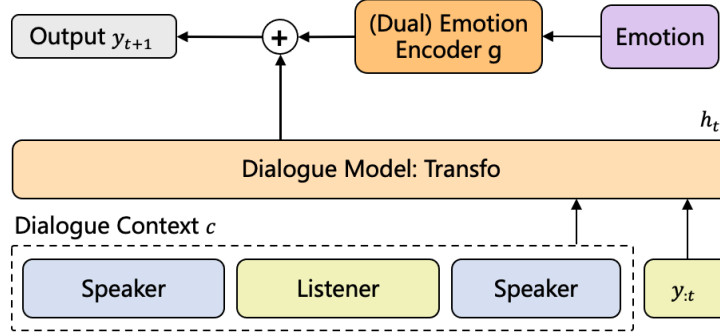 Output y_{t+1}
+
(Dual) Emotion
Encoder g
Emotion
h_t
Dialogue Model: Transfo
Dialogue Context c
Speaker
Listener
Speaker
y_{:t}